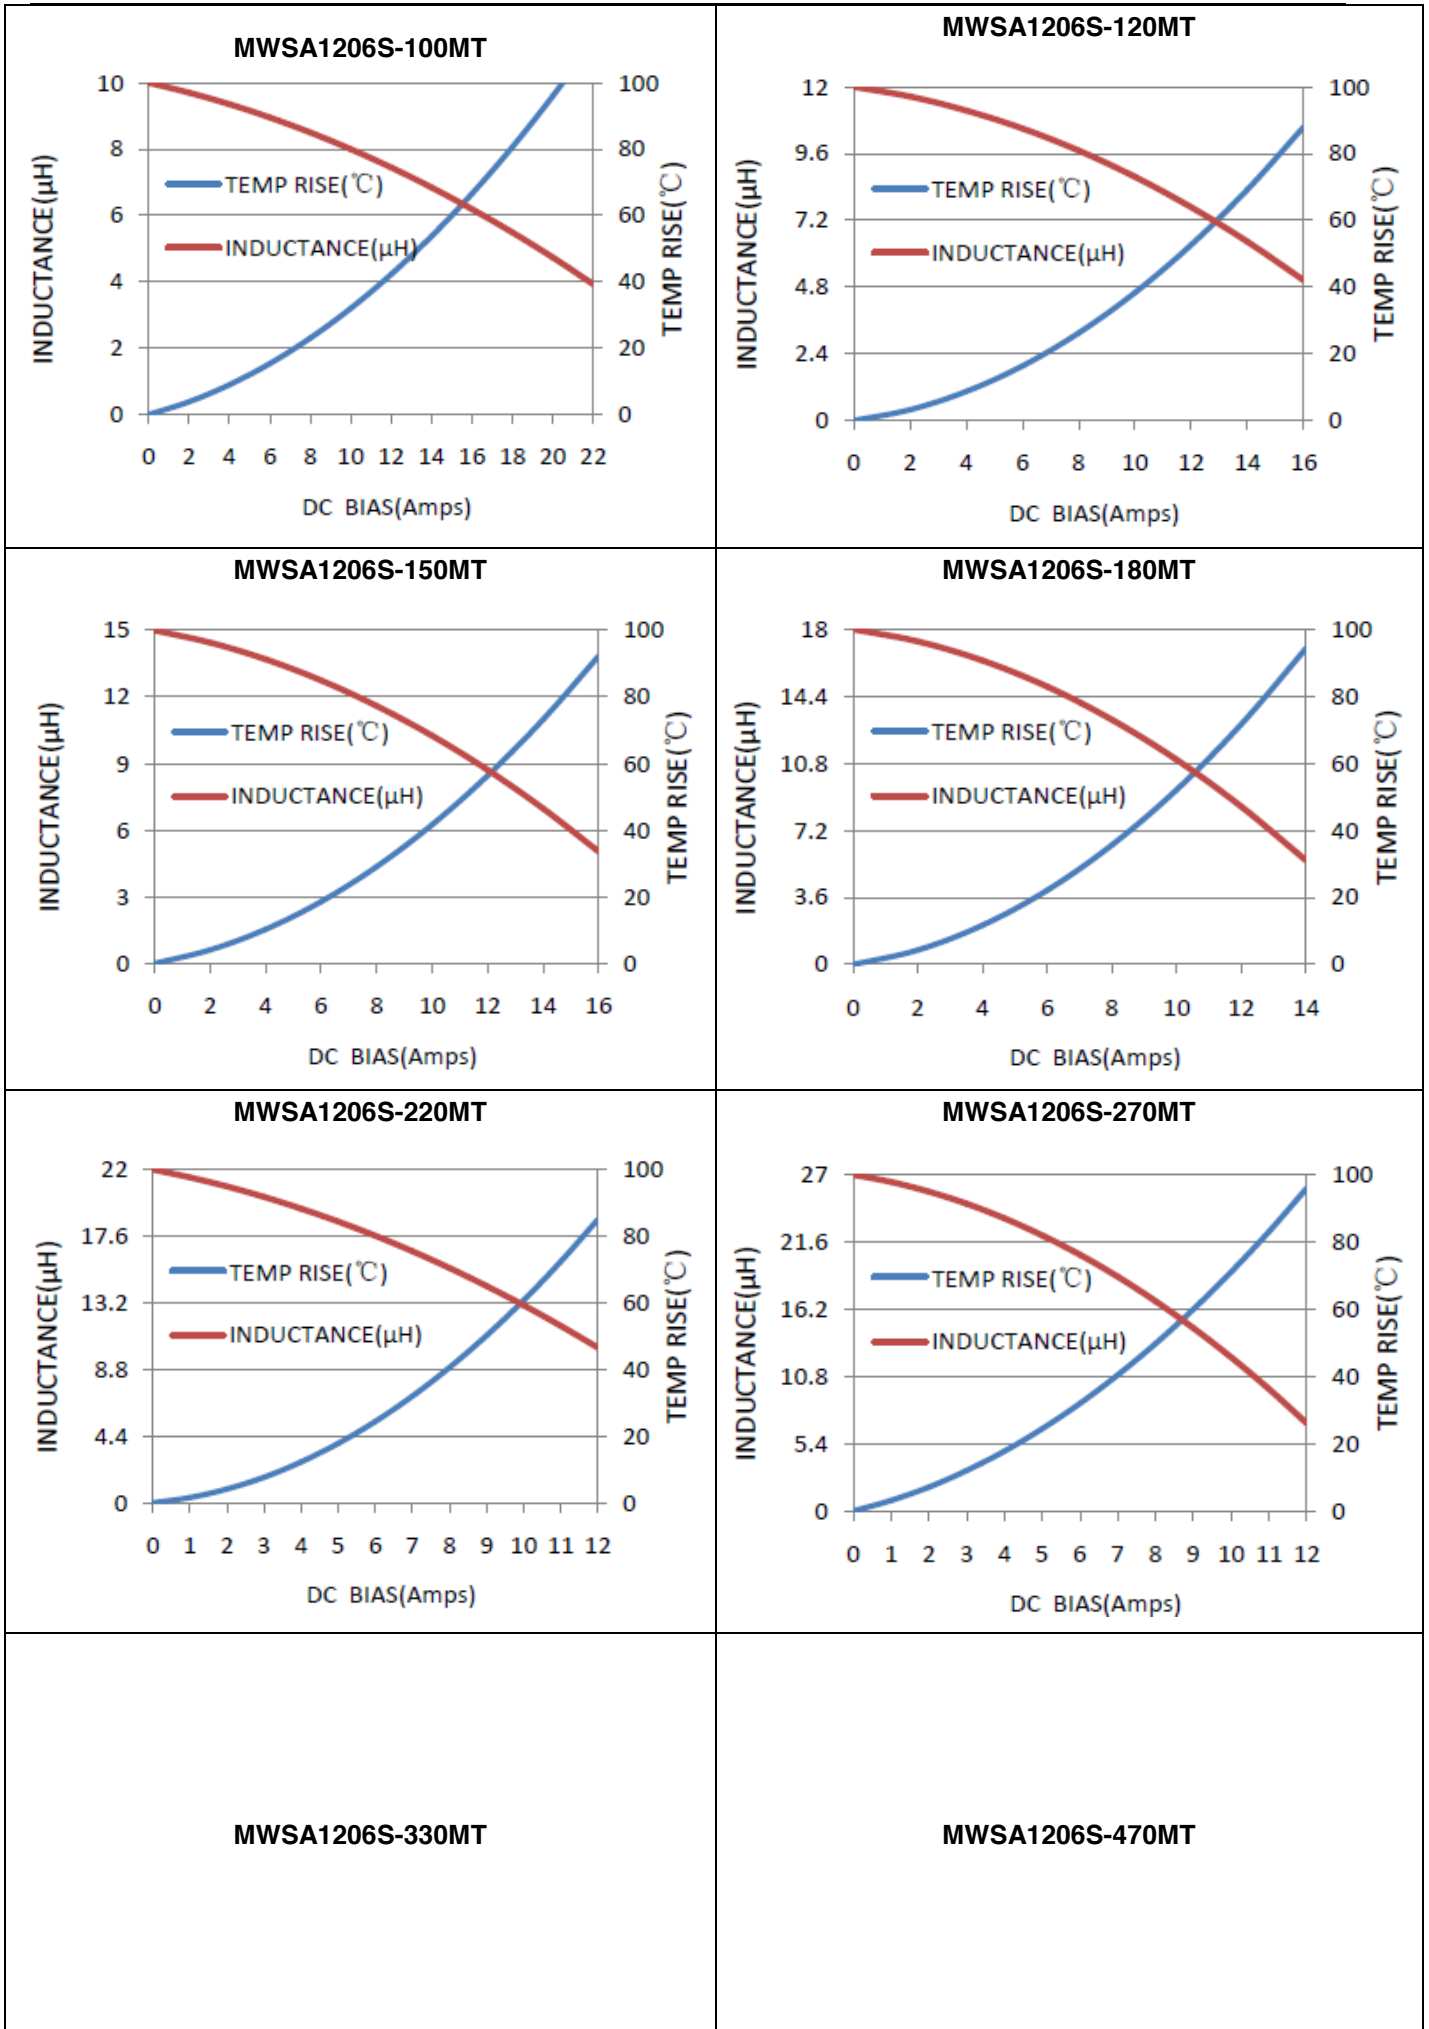 MWSA1206S-100MT
10
8
6
4
2
0
100
80
60
40
20
0
INDUCTANCE(μH)
TEMP RISE(℃)
TEMP RISE(℃)
INDUCTANCE(μH)
0 2 4 6 8 10 12 14 16 18 20 22
DC BIAS(Amps)
MWSA1206S-120MT
12
9.6
7.2
4.8
2.4
0
100
80
60
40
20
0
INDUCTANCE(μH)
TEMP RISE(℃)
TEMP RISE(℃)
INDUCTANCE(μH)
0 2 4 6 8 10 12 14 16
DC BIAS(Amps)
MWSA1206S-150MT
15
12
9
6
3
0
100
80
60
40
20
0
INDUCTANCE(μH)
TEMP RISE(℃)
TEMP RISE(℃)
INDUCTANCE(μH)
0 2 4 6 8 10 12 14 16
DC BIAS(Amps)
MWSA1206S-180MT
18
14.4
10.8
7.2
3.6
0
100
80
60
40
20
0
INDUCTANCE(μH)
TEMP RISE(℃)
TEMP RISE(℃)
INDUCTANCE(μH)
0 2 4 6 8 10 12 14
DC BIAS(Amps)
MWSA1206S-220MT
22
17.6
13.2
8.8
4.4
0
100
80
60
40
20
0
INDUCTANCE(μH)
TEMP RISE(℃)
TEMP RISE(℃)
INDUCTANCE(μH)
0 1 2 3 4 5 6 7 8 9 10 11 12
DC BIAS(Amps)
MWSA1206S-270MT
27
21.6
16.2
10.8
5.4
0
100
80
60
40
20
0
INDUCTANCE(μH)
TEMP RISE(℃)
TEMP RISE(℃)
INDUCTANCE(μH)
0 1 2 3 4 5 6 7 8 9 10 11 12
DC BIAS(Amps)
MWSA1206S-330MT
MWSA1206S-470MT